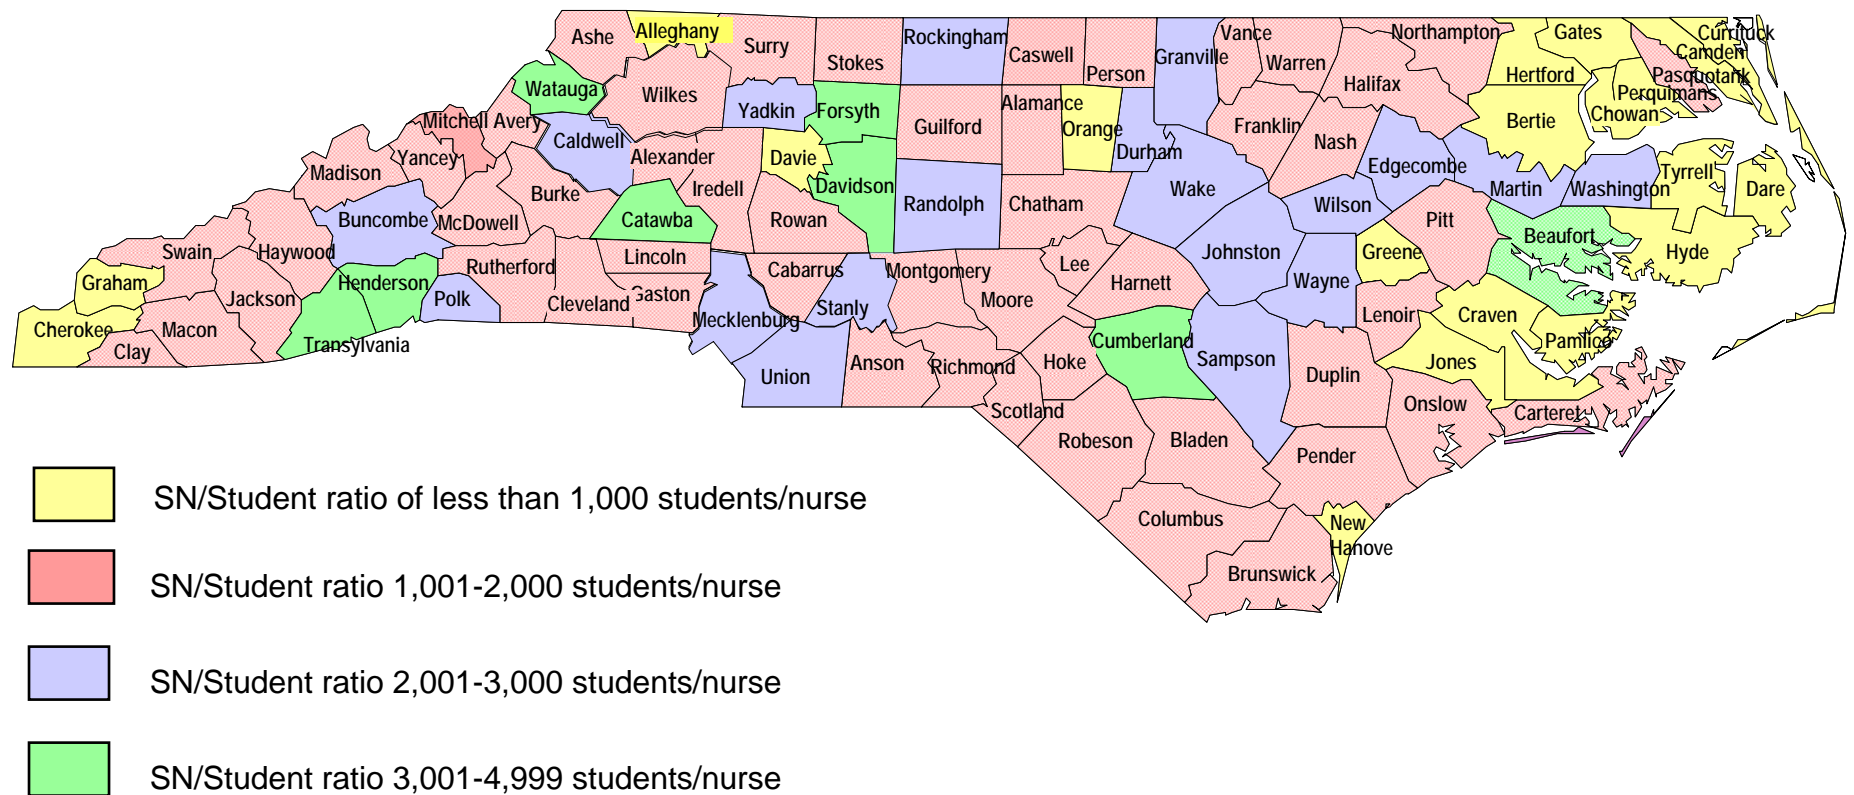 Ashe
Alleghany
Surry
Stokes
Rockingham
Caswell
Person
Granville
Vance
Warren
Northampton
Gates
Currituck
Camden
Pasquotank
Perquimans
Chowan
Hertford
Halifax
Watauga
Wilkes
Yadkin
Forsyth
Guilford
Alamance
Orange
Durham
Franklin
Nash
Bertie
Mitchell
Avery
Caldwell
Alexander
Davie
Iredell
Davidson
Randolph
Chatham
Wake
Edgecombe
Martin
Washington
Tyrrell
Dare
Madison
Yancey
Burke
McDowell
Buncombe
Catawba
Rowan
Wilson
Pitt
Beaufort
Hyde
Swain
Haywood
Rutherford
Lincoln
Cabarrus
Montgomery
Lee
Harnett
Johnston
Wayne
Greene
Graham
Jackson
Henderson
Polk
Cleveland
Gaston
Mecklenburg
Stanly
Moore
Lenoir
Craven
Pamlico
Cherokee
Clay
Macon
Transylvania
Union
Anson
Richmond
Hoke
Cumberland
Sampson
Duplin
Jones
Onslow
Carteret
Scotland
Robeson
Bladen
Pender
Columbus
Brunswick
New
Hanove
SN/Student ratio of less than 1,000 students/nurse
SN/Student ratio 1,001-2,000 students/nurse
SN/Student ratio 2,001-3,000 students/nurse
SN/Student ratio 3,001-4,999 students/nurse